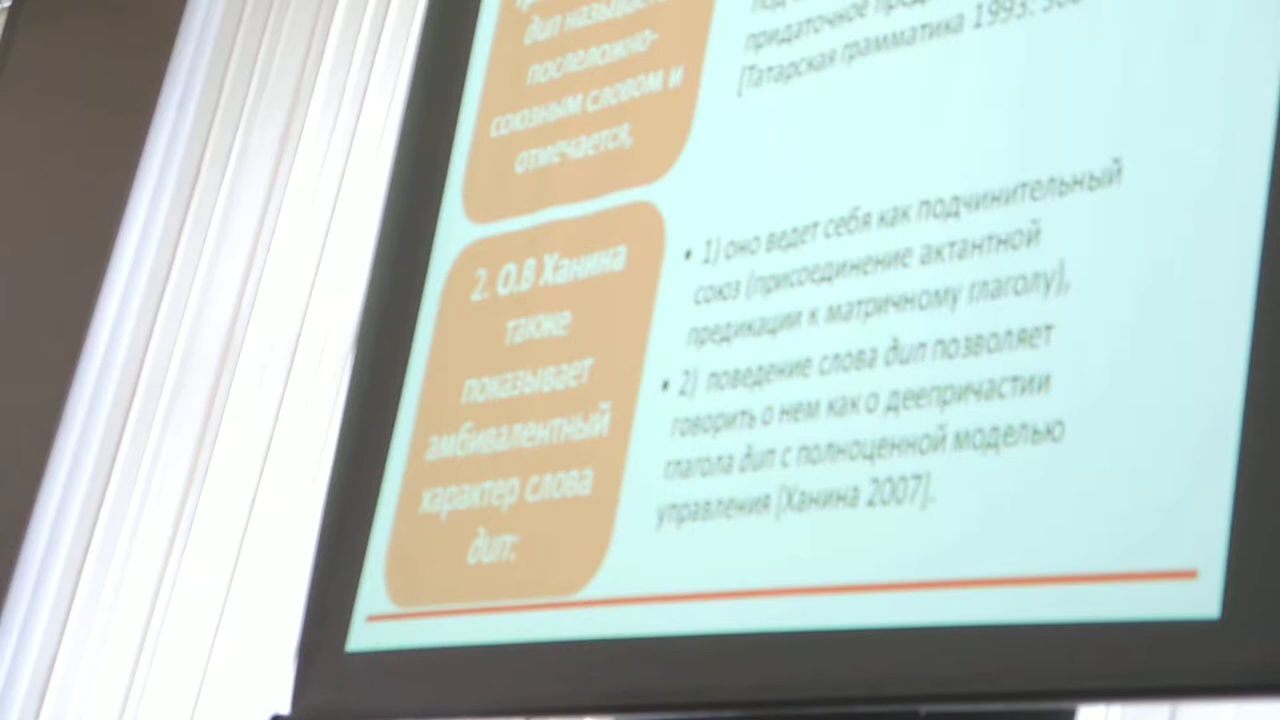 дип называет
послеложно-
союзным словом и
отмечается,
придаточное
[Татарская грамматика 1993:
2. О.В Ханина
также
показывает
амбивалентный
характер слова
дип:
• 1) оно ведет себя как подчинительный
союз (присоединение актантной
предикации к матричному глаголу),
• 2) поведение слова дип позволяет
говорить о нем как о деепричастии
глагола дип с полноценной моделью
управления [Ханина 2007].